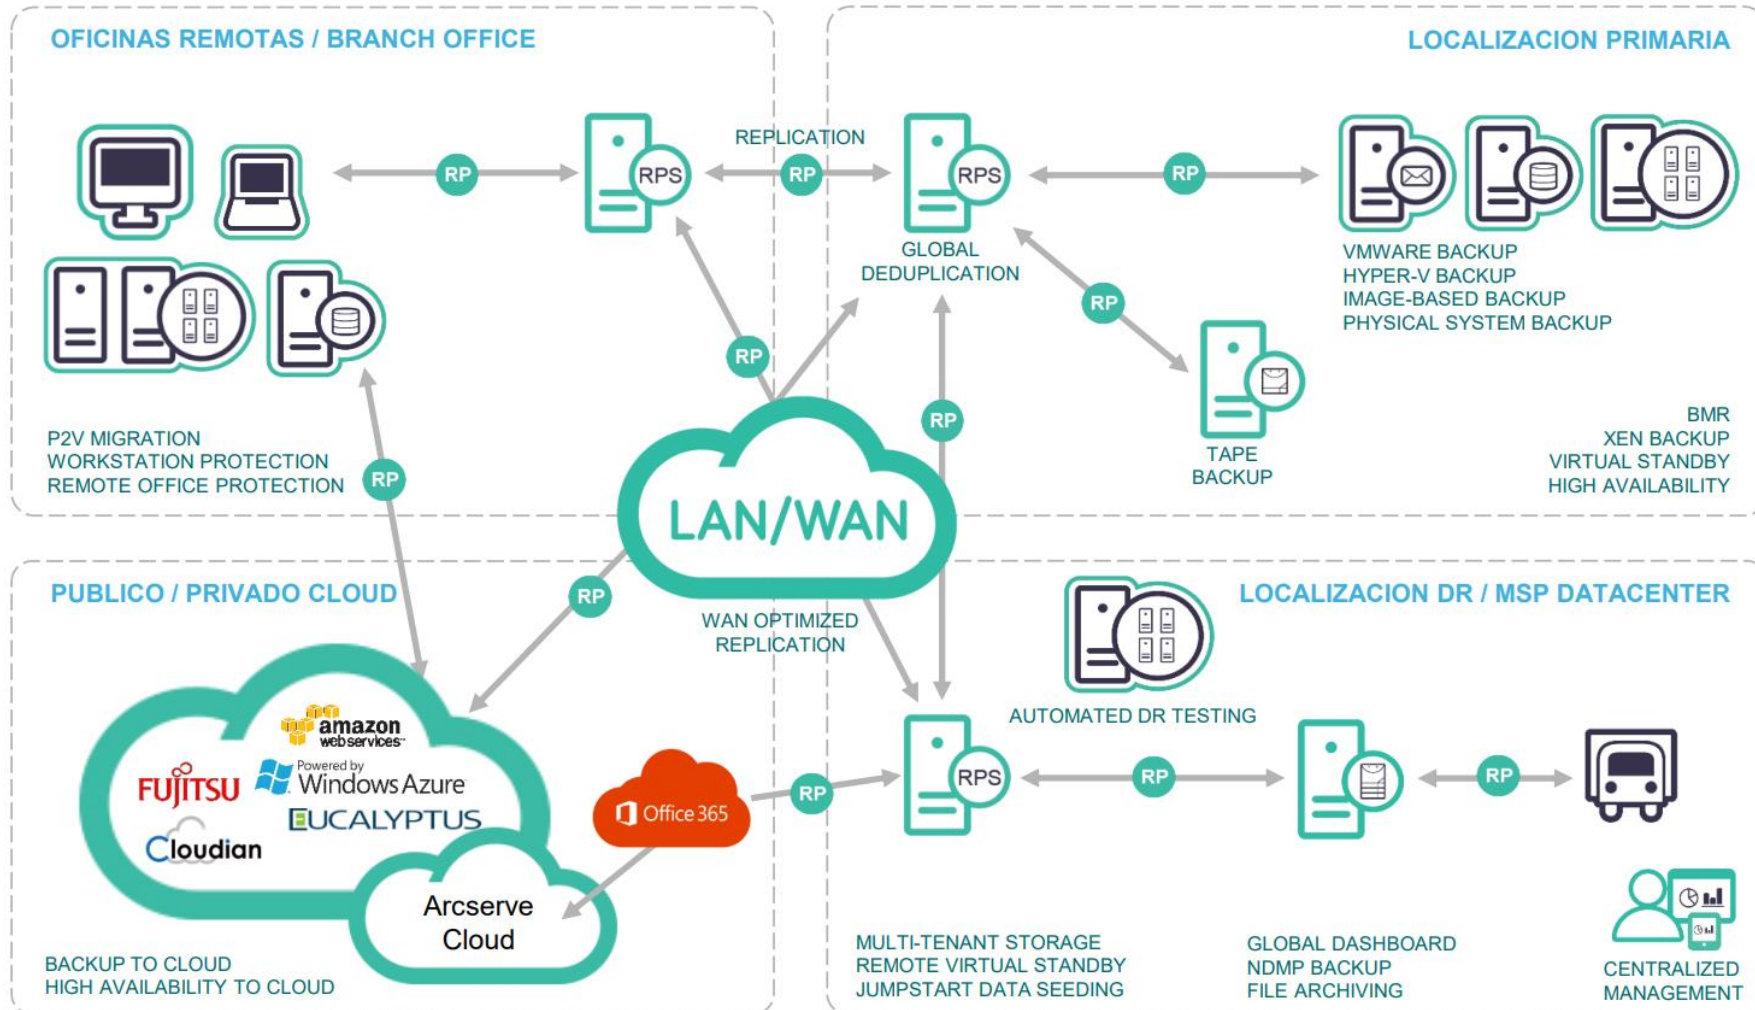 OFICINAS REMOTAS / BRANCH OFFICE
RP
RPS
RP
P2V MIGRATION
WORKSTATION PROTECTION
REMOTE OFFICE PROTECTION
RP
REPLICATION
RP
LOCALIZACION PRIMARIA
RPS
GLOBAL
DEDUPLICATION
RP
RP
TAPE
BACKUP
VMWARE BACKUP
HYPER-V BACKUP
IMAGE-BASED BACKUP
PHYSICAL SYSTEM BACKUP
BMR
XEN BACKUP
VIRTUAL STANDBY
HIGH AVAILABILITY
RP
LAN/WAN
WAN OPTIMIZED
REPLICATION
PUBLICO / PRIVADO CLOUD
RP
amazon
webservices™
FUJITSU
Powered by
Windows Azure
EUCALYPTUS
Cloudian
Arcserve
Cloud
Office 365
RP
BACKUP TO CLOUD
HIGH AVAILABILITY TO CLOUD
LOCALIZACION DR / MSP DATACENTER
AUTOMATED DR TESTING
RPS
RP
RP
MULTI-TENANT STORAGE
REMOTE VIRTUAL STANDBY
JUMPSTART DATA SEEDING
GLOBAL DASHBOARD
NDMP BACKUP
FILE ARCHIVING
CENTRALIZED
MANAGEMENT